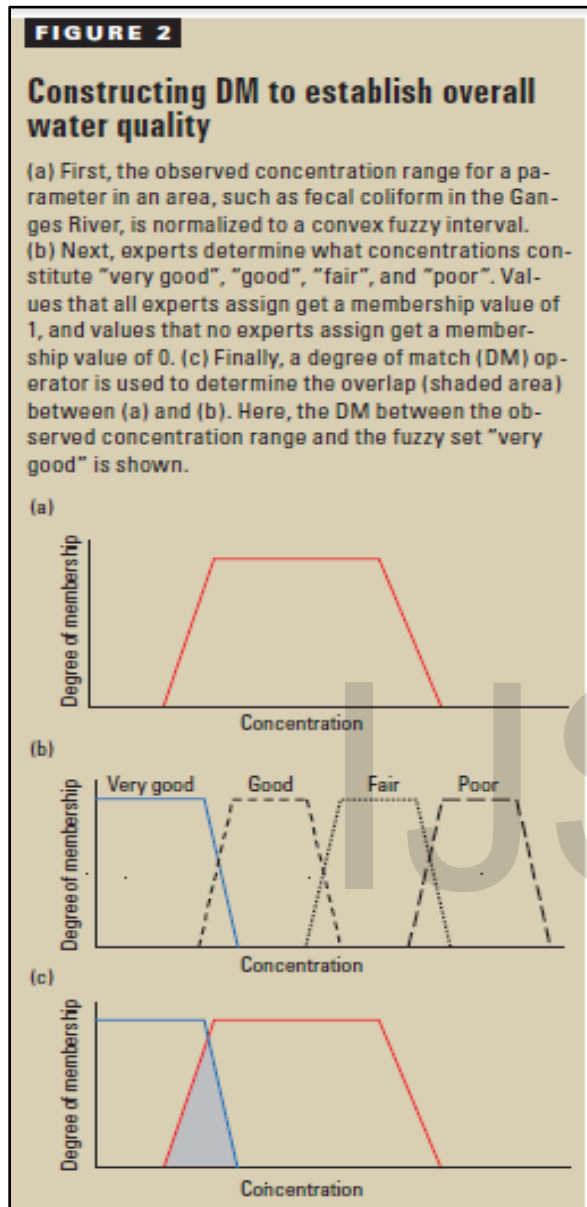 FIGURE 2
Constructing DM to establish overall
water quality
(a) First, the observed concentration range for a pa-
rameter in an area, such as fecal coliform in the Gan-
ges River, is normalized to a convex fuzzy interval.
(b) Next, experts determine what concentrations con-
stitute "very good", "good", "fair", and "poor". Val-
ues that all experts assign get a membership value of
1, and values that no experts assign get a member-
ship value of 0. (c) Finally, a degree of match (DM) op-
erator is used to determine the overlap (shaded area)
between (a) and (b). Here, the DM between the ob-
served concentration range and the fuzzy set "very
good" is shown.
(a)
Degree of membership
Concentration
(b)
Very good Good Fair Poor
Degree of membership
Concentration
(c)
Degree of membership
Concentration
IJS